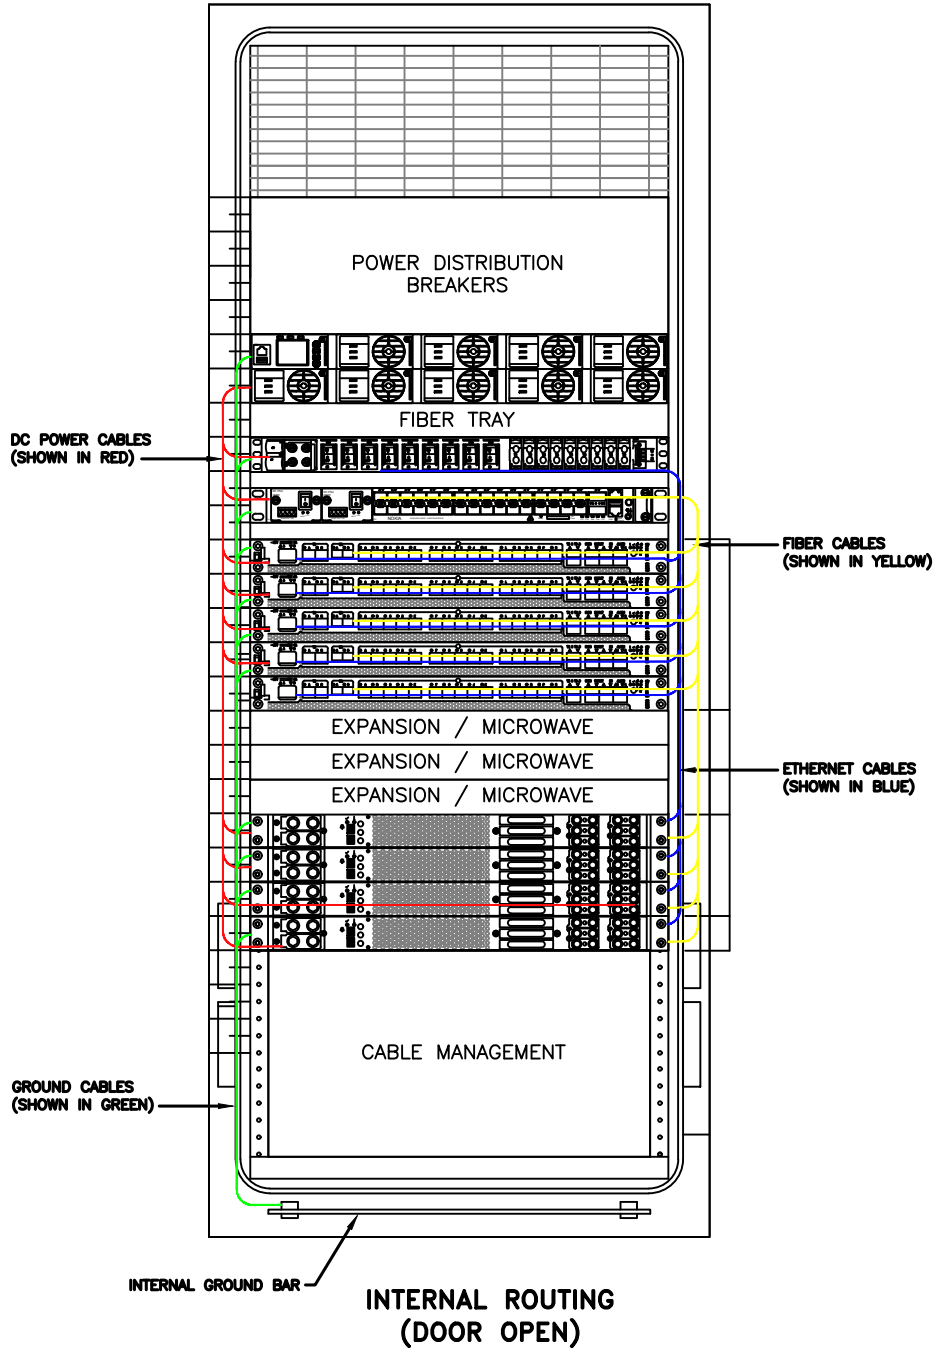 POWER DISTRIBUTION
BREAKERS
FIBER TRAY
DC POWER CABLES
(SHOWN IN RED)
NOKIA
FIBER CABLES
(SHOWN IN YELLOW)
EXPANSION / MICROWAVE
EXPANSION / MICROWAVE
EXPANSION / MICROWAVE
ETHERNET CABLES
(SHOWN IN BLUE)
CABLE MANAGEMENT
GROUND CABLES
(SHOWN IN GREEN)
INTERNAL GROUND BAR
INTERNAL ROUTING
(DOOR OPEN)